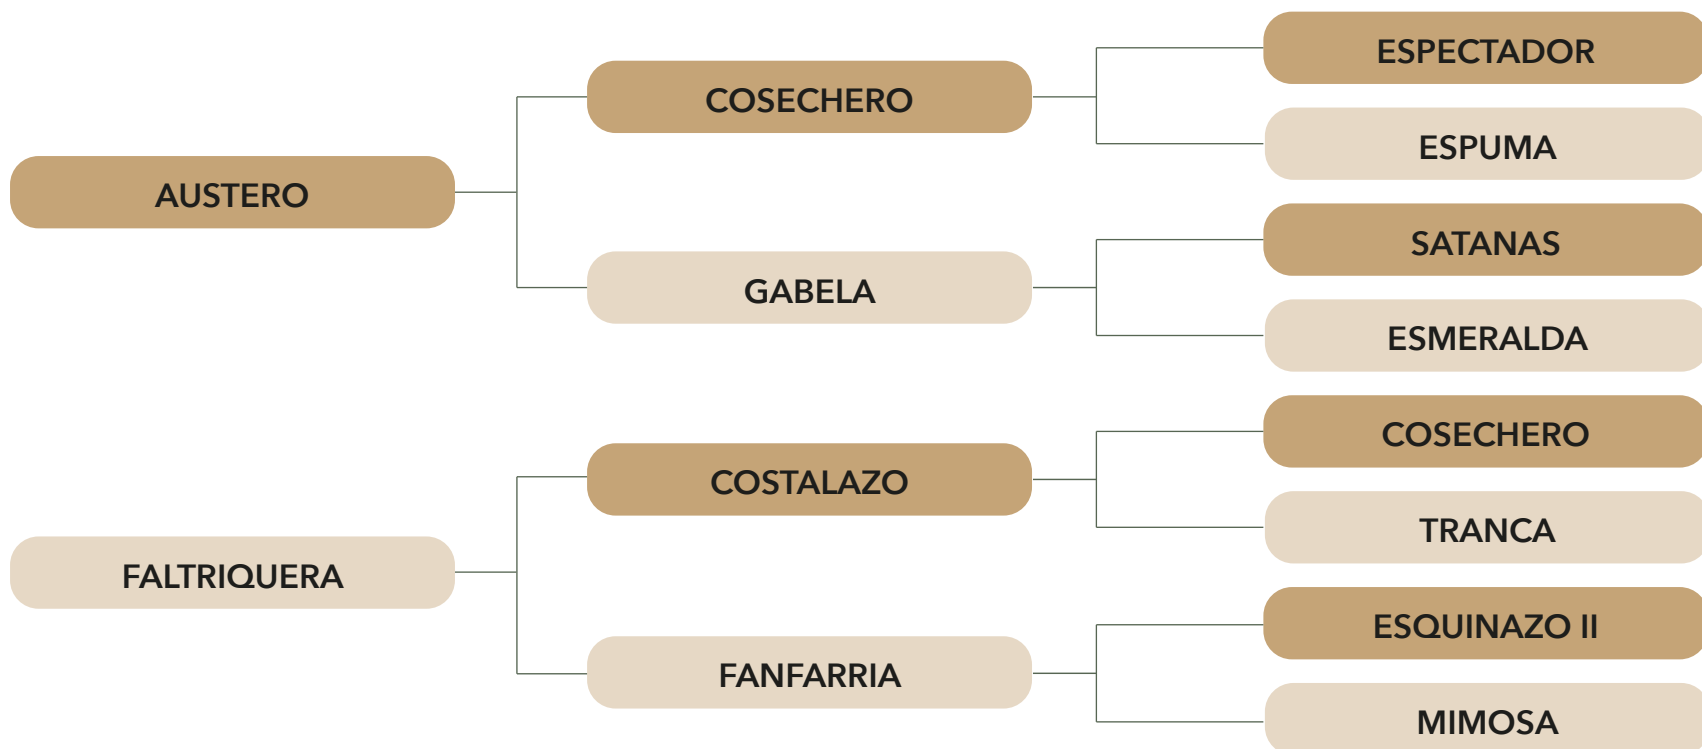 ESPECTADOR
COSECHERO
ESPUMA
AUSTERO
SATANAS
GABELA
ESMERALDA
COSECHERO
COSTALAZO
TRANCA
FALTRIQUERA
ESQUINAZO II
FANFARRIA
MIMOSA